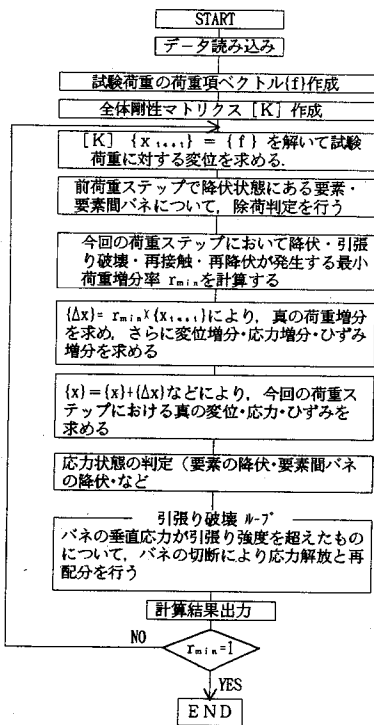 START
データ読み込み
試験荷重の荷重項ベクトル{f}作成
全体剛性マトリクス [K] 作成
[K] {x test} = {f} を解いて試験
荷重に対する変位を求める.
前荷重ステップで降伏状態にある要素・
要素間バネについて, 除荷判定を行う
今回の荷重ステップにおいて降伏・引張
り破壊・再接触・再降伏が発生する最小
荷重増分率 rminを計算する
{Δx}= rmin×{xtest}により, 真の荷重増分
を求め, さらに変位増分・応力増分・ひずみ
増分を求める
{x}={x}+{Δx}などにより, 今回の荷重ス
テップにおける真の変位・応力・ひずみを
求める
応力状態の判定 (要素の降伏・要素間バネ
の降伏・など
引張り破壊 ループ
バネの垂直応力が引張り強度を超えたもの
について, バネの切断により応力解放と再
配分を行う
計算結果出力
NO
rmin=1
YES
END